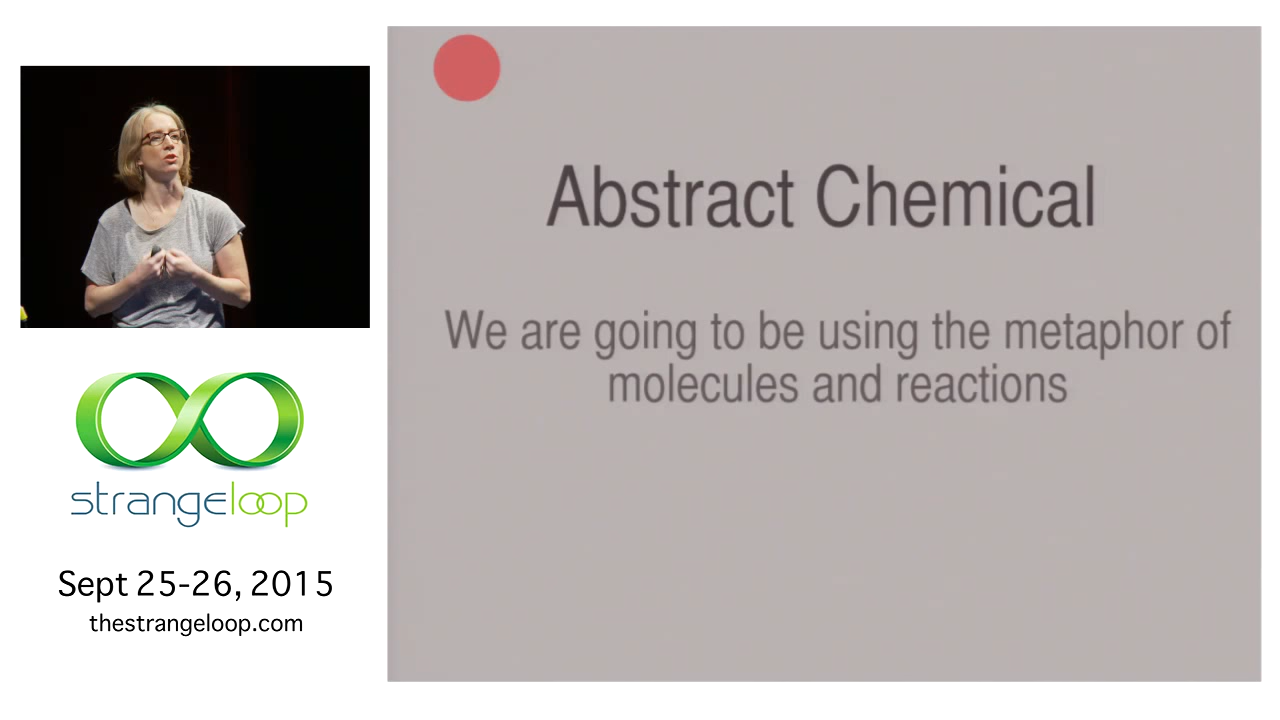 Abstract Chemical
We are going to be using the metaphor of
molecules and reactions
strangeloop
Sept 25-26, 2015
thestrangeloop.com